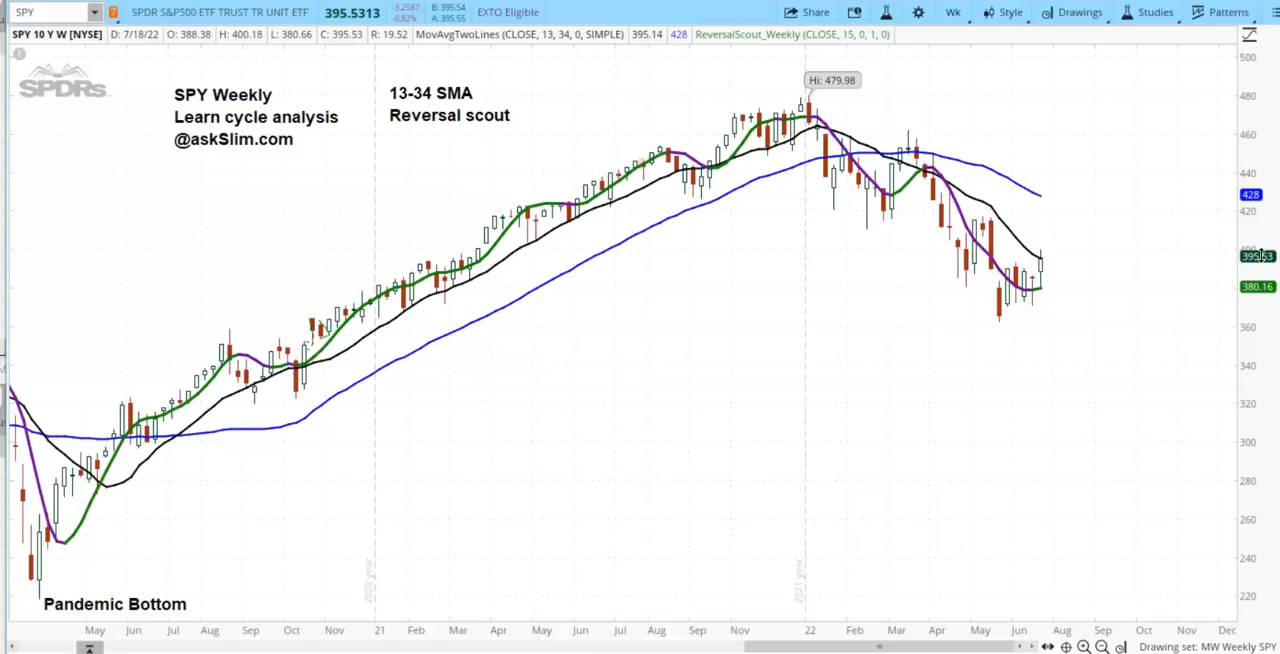 SPY SPDR S&P500 ETF TRUST TR UNIT ETF 395.5313 -3.2587 -0.82% B: 395.54 A: 395.55 EXTO Eligible Share Wk Style Drawings Studies Patterns
SPY 10 Y W [NYSE] D: 7/18/22 O: 388.38 H: 400.18 L: 380.66 C: 395.53 R: 19.52 MovAvgTwoLines (CLOSE, 13, 34, 0, SIMPLE) 395.14 428 ReversalScout_Weekly (CLOSE, 15, 0, 1, 0)
SPDRs
SPY Weekly
Learn cycle analysis
@askSlim.com
13-34 SMA
Reversal scout
Hi: 479.98
500
480
460
440
428
420
395.53
380.16
360
340
320
300
280
260
240
220
2020 year
2021 year
Pandemic Bottom
May Jun Jul Aug Sep Oct Nov 21 Feb Mar Apr May Jun Jul Aug Sep Nov 22 Feb Mar Apr May Jun Aug Sep Oct Nov Dec
Drawing set: MW Weekly SPY